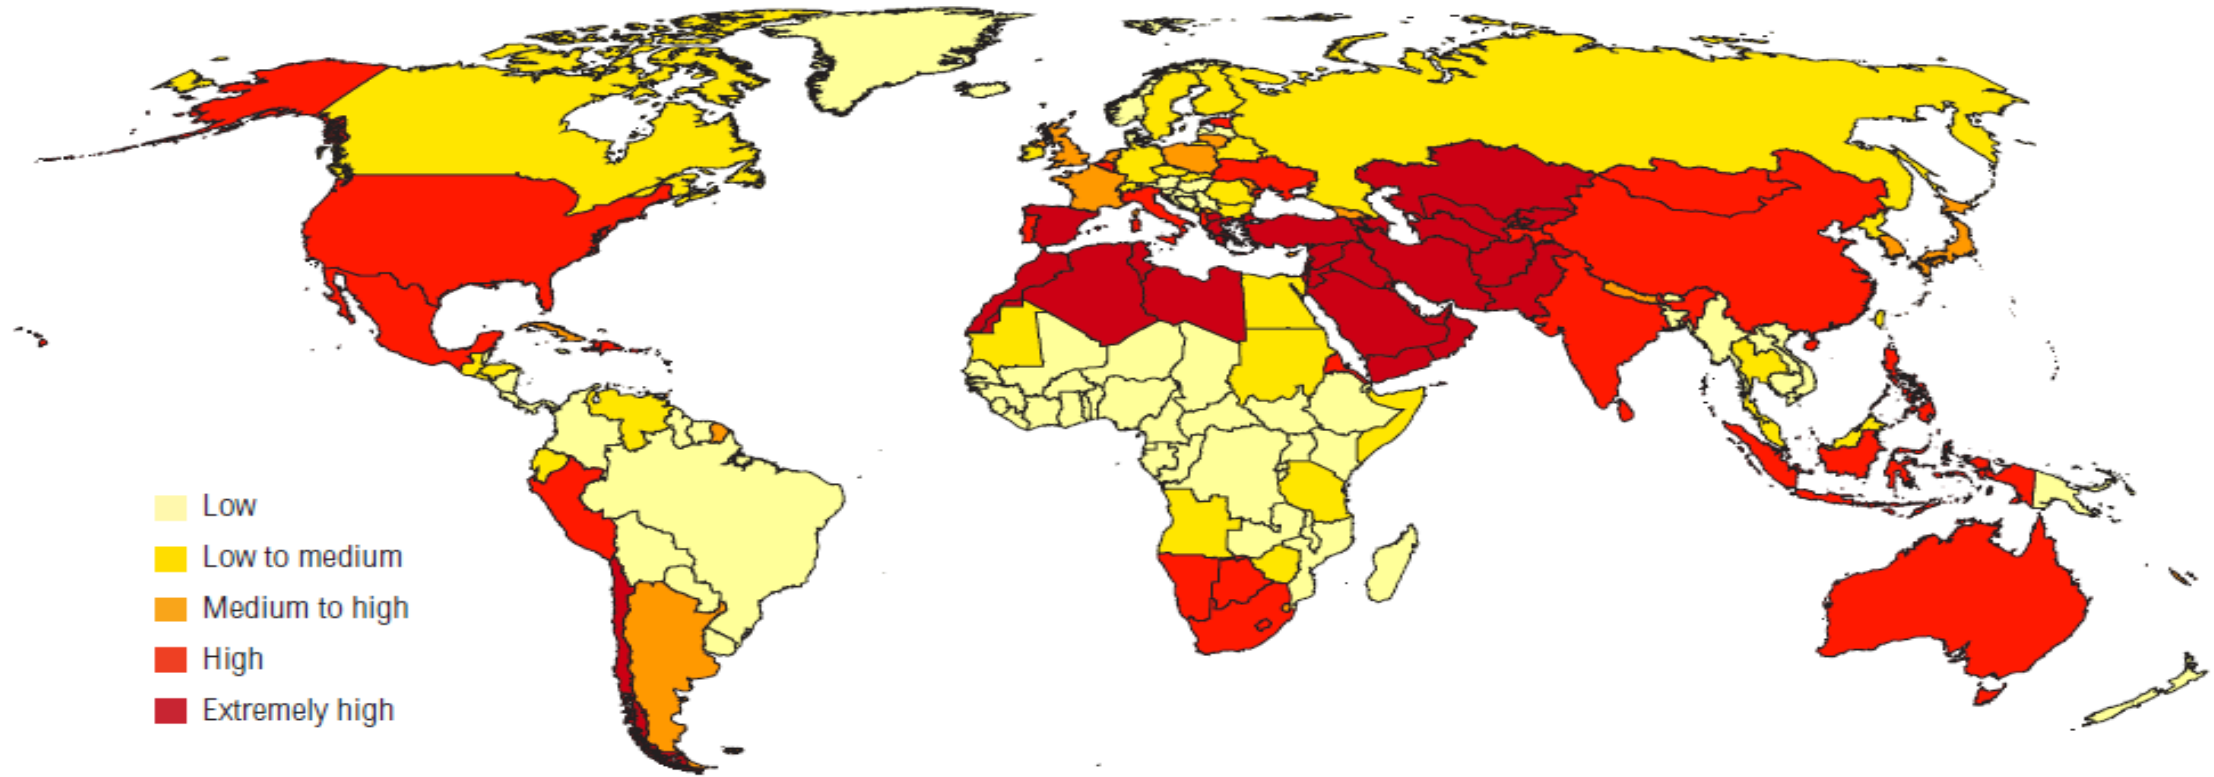 Low
Low to medium
Medium to high
High
Extremely high